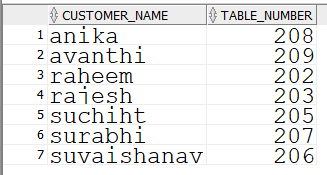 CUSTOMER_NAME TABLE_NUMBER
1 anika 208
2 avanthi 209
3 raheem 202
4 rajesh 203
5 suchiht 205
6 surabhi 207
7 suvaishanav 206